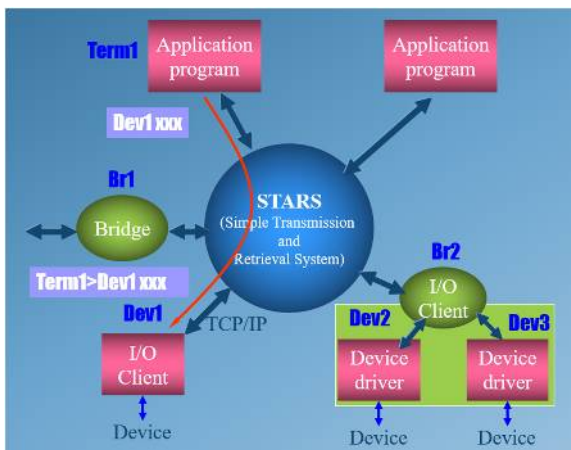 Term1
Application
program
Application
program
Dev1 xxx
Br1
Bridge
STARS
(Simple Transmission
and
Retrieval System)
Term1>Dev1 xxx
Dev1
TCP/IP
I/O
Client
Device
Br2
I/O
Client
Dev2
Dev3
Device
driver
Device
driver
Device
Device